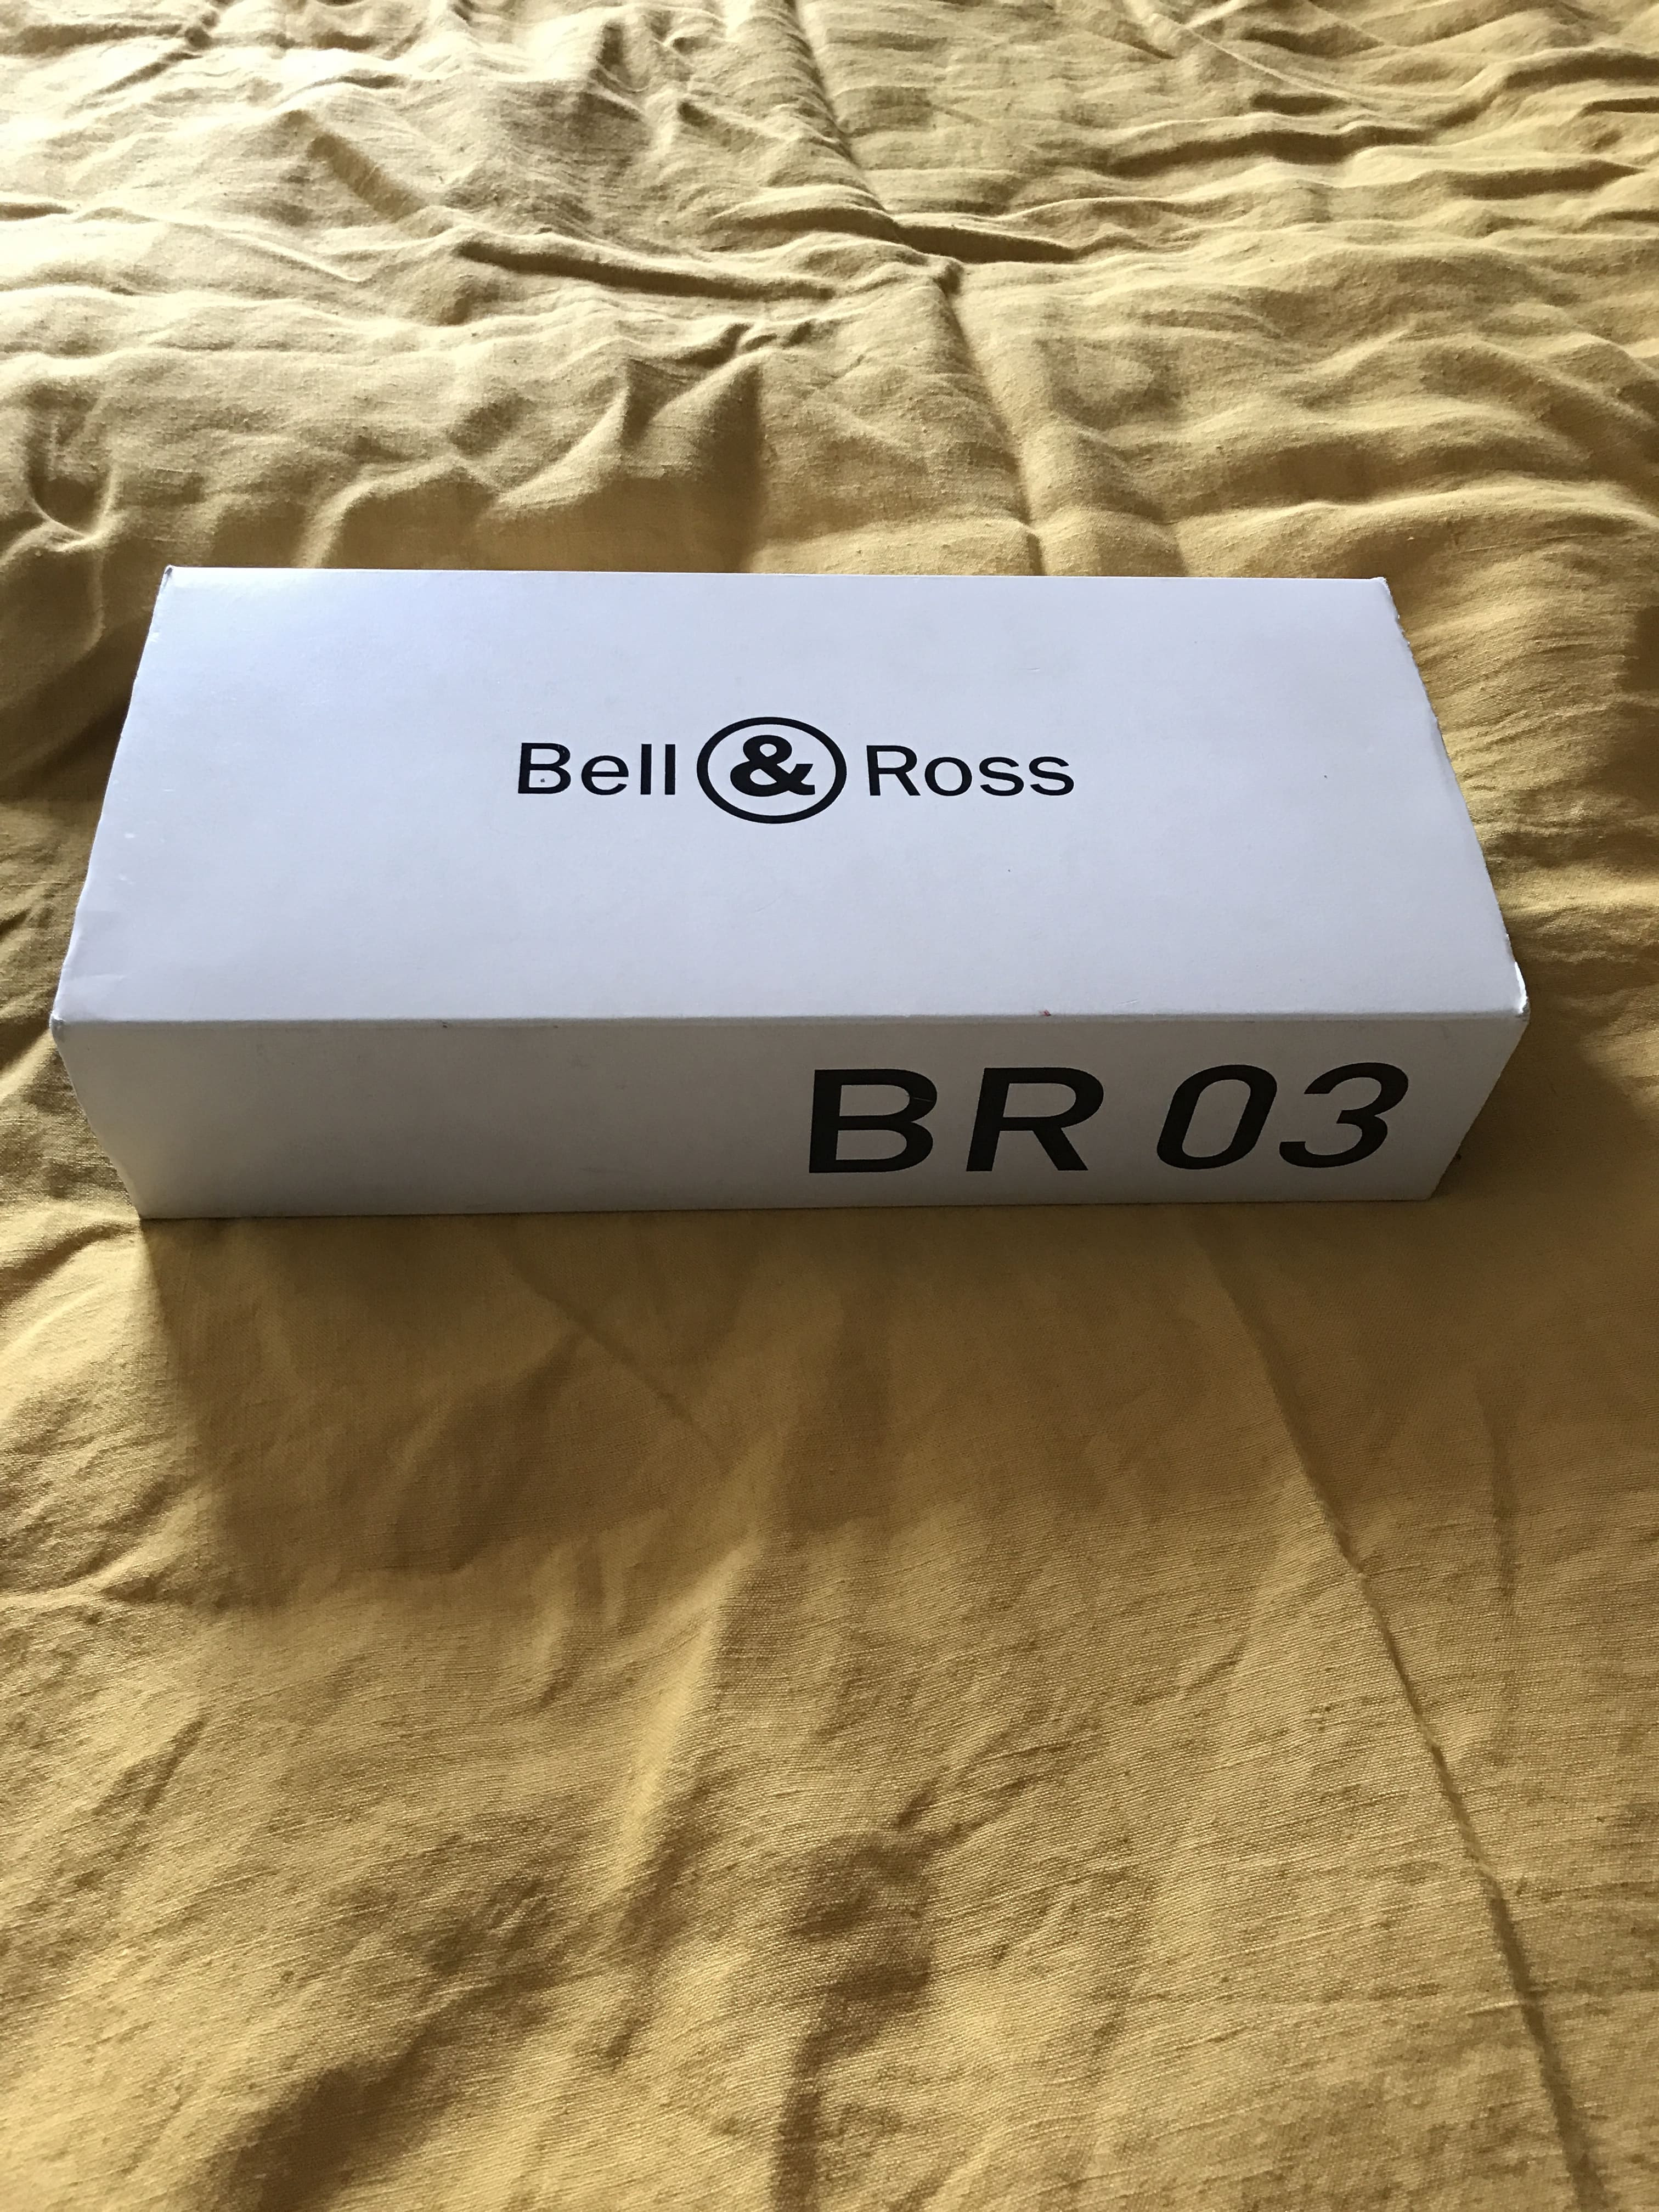 Bell & Ross
BR 03